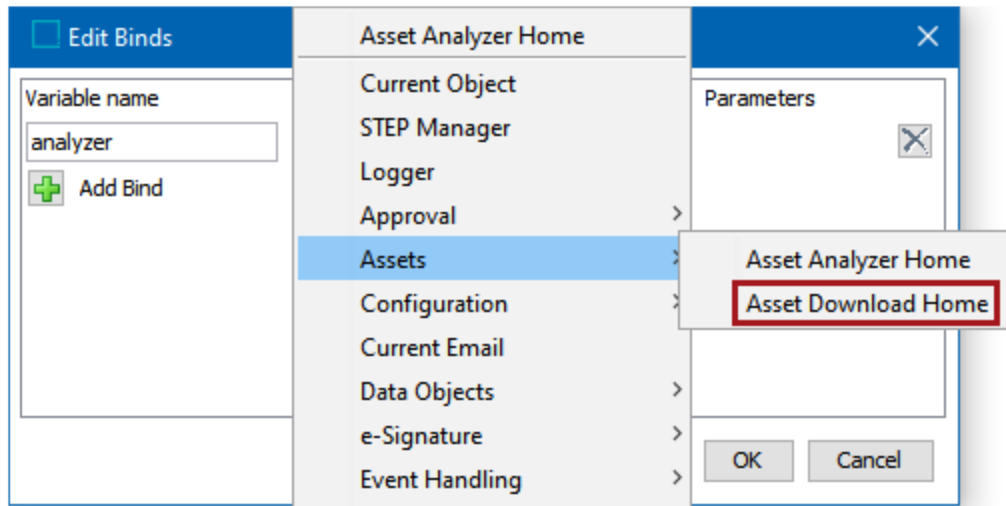 Edit Binds
Variable name
analyzer
Add Bind
Asset Analyzer Home
Current Object
STEP Manager
Logger
Approval
Assets
Configuration
Current Email
Data Objects
e-Signature
Event Handling
Asset Analyzer Home
Asset Download Home
Parameters
OK
Cancel